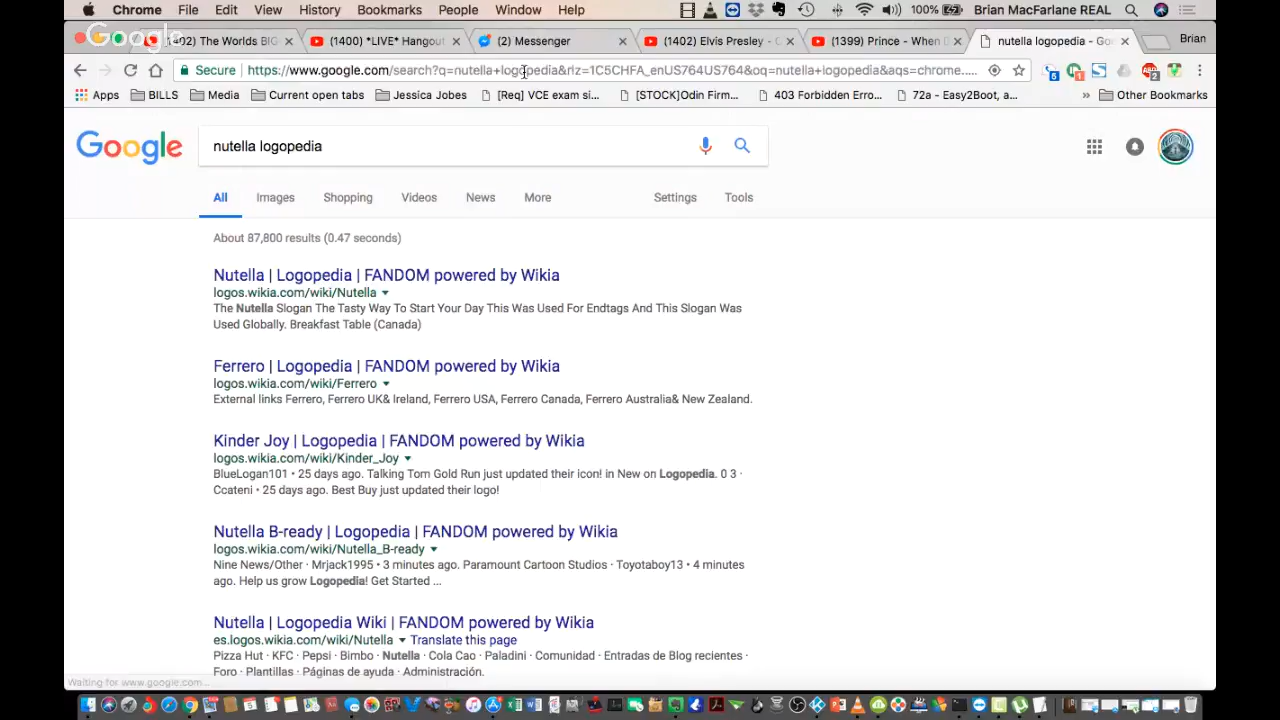 Chrome File Edit View History Bookmarks People Window Help 100% Brian MacFarlane REAL
Google
(1402) The Worlds BIG × (1400) *LIVE* Hangout × (2) Messenger × (1402) Elvis Presley - × (1399) Prince - When D × nutella logopedia - Go × Brian
Secure https://www.google.com/search?q=nutella+logopedia&rlz=1C5CHFA_enUS764US764&oq=nutella+logopedia&aqs=chrome.....
Apps BILLS Media Current open tabs Jessica Jobes [Req] VCE exam si... [STOCK]Odin Firm... 403 Forbidden Erro... 72a - Easy2Boot, a... » Other Bookmarks
Google nutella logopedia
All Images Shopping Videos News More Settings Tools
About 87,800 results (0.47 seconds)
Nutella | Logopedia | FANDOM powered by Wikia
logos.wikia.com/wiki/Nutella
The Nutella Slogan The Tasty Way To Start Your Day This Was Used For Endtags And This Slogan Was
Used Globally. Breakfast Table (Canada)
Ferrero | Logopedia | FANDOM powered by Wikia
logos.wikia.com/wiki/Ferrero
External links Ferrero, Ferrero UK& Ireland, Ferrero USA, Ferrero Canada, Ferrero Australia& New Zealand.
Kinder Joy | Logopedia | FANDOM powered by Wikia
logos.wikia.com/wiki/Kinder_Joy
BlueLogan101 • 25 days ago. Talking Tom Gold Run just updated their icon! in New on Logopedia. 0 3 ·
Ccateni • 25 days ago. Best Buy just updated their logo!
Nutella B-ready | Logopedia | FANDOM powered by Wikia
logos.wikia.com/wiki/Nutella_B-ready
Nine News/Other · Mrjack1995 • 3 minutes ago. Paramount Cartoon Studios · Toyotaboy13 • 4 minutes
ago. Help us grow Logopedia! Get Started ...
Nutella | Logopedia Wiki | FANDOM powered by Wikia
es.logos.wikia.com/wiki/Nutella Translate this page
Pizza Hut · KFC · Pepsi · Bimbo · Nutella · Cola Cao · Paladini · Comunidad · Entradas de Blog recientes ·
Foro · Plantillas · Páginas de ayuda · Administración.
Waiting for www.google.com...